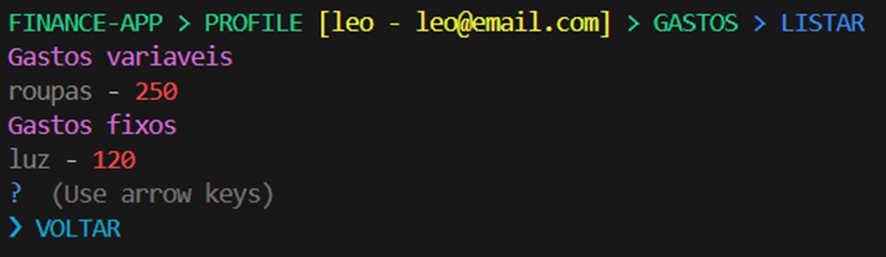 FINANCE-APP > PROFILE [leo - leo@email.com] > GASTOS > LISTAR
Gastos variaveis
roupas - 250
Gastos fixos
luz - 120
? (Use arrow keys)
❯ VOLTAR